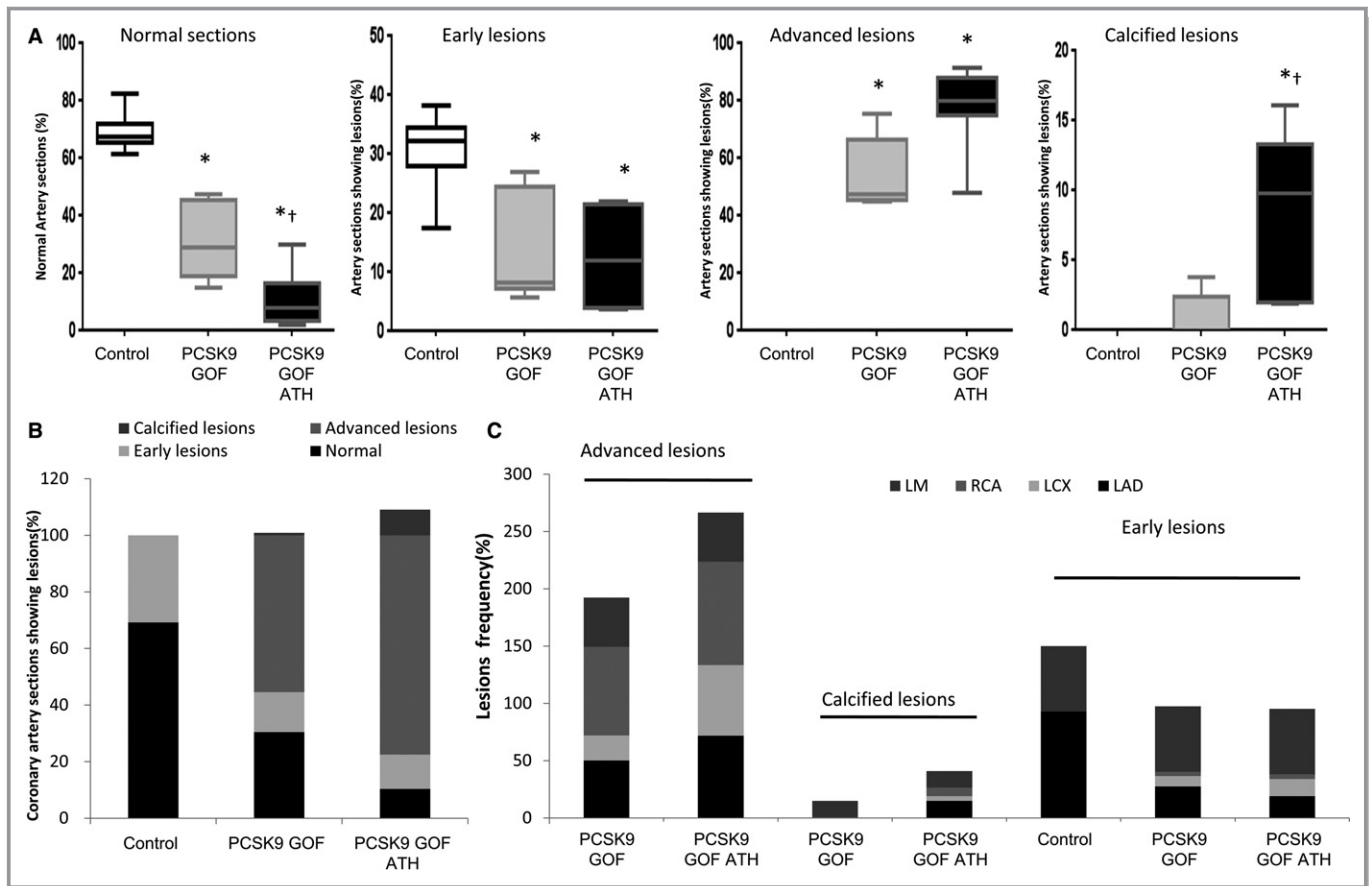 A
Normal sections
Normal Artery sections (%)
100
80
60
40
20
0
*
*†
Control
PCSK9
GOF
PCSK9
GOF
ATH
Early lesions
Artery sections showing lesions(%)
50
40
30
20
10
0
*
*
Control
PCSK9
GOF
PCSK9
GOF
ATH
Advanced lesions
Artery sections showing lesions(%)
100
80
60
40
20
0
*
*
Control
PCSK9
GOF
PCSK9
GOF
ATH
Calcified lesions
Artery sections showing lesions(%)
20
15
10
5
0
*†
Control
PCSK9
GOF
PCSK9
GOF
ATH
B
Calcified lesions Advanced lesions
Early lesions Normal
Coronary artery sections showing lesions(%)
120
100
80
60
40
20
0
Control
PCSK9 GOF
PCSK9 GOF
ATH
C
Advanced lesions
LM RCA LCX LAD
Early lesions
Calcified lesions
Lesions frequency(%)
300
250
200
150
100
50
0
PCSK9
GOF
PCSK9
GOF ATH
PCSK9
GOF
PCSK9
GOF ATH
Control
PCSK9
GOF
PCSK9
GOF ATH